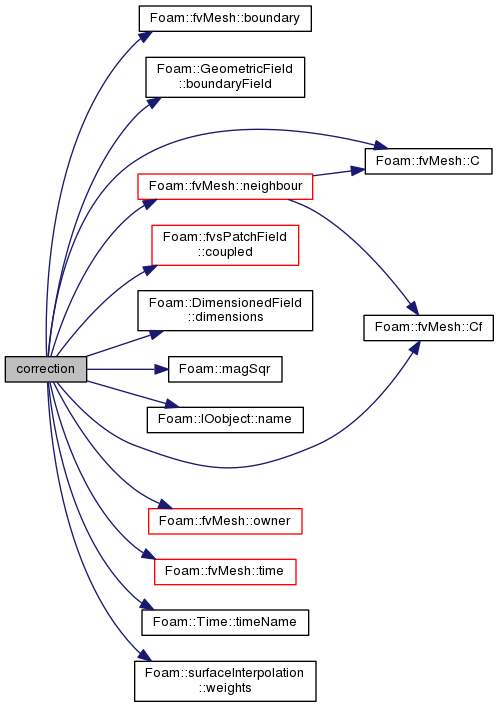 Foam::fvMesh::boundary
Foam::GeometricField
::boundaryField
Foam::fvMesh::C
Foam::fvMesh::neighbour
Foam::fvsPatchField
::coupled
Foam::DimensionedField
::dimensions
Foam::fvMesh::Cf
correction
Foam::magSqr
Foam::IOobject::name
Foam::fvMesh::owner
Foam::fvMesh::time
Foam::Time::timeName
Foam::surfaceInterpolation
::weights